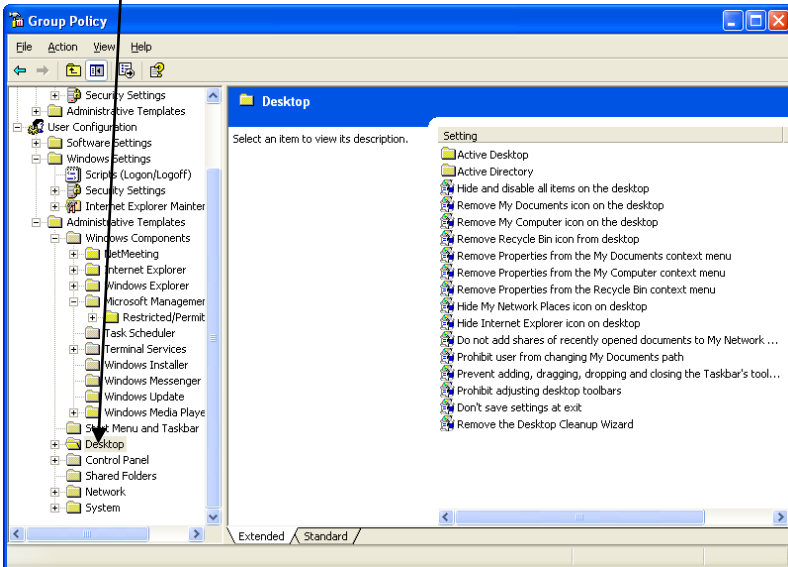 Group Policy
File Action View Help
Security Settings
Administrative Templates
User Configuration
Software Settings
Windows Settings
Scripts (Logon/Logoff)
Security Settings
Internet Explorer Mainter
Administrative Templates
Windows Components
NetMeeting
Internet Explorer
Windows Explorer
Microsoft Managemer
Restricted/Permit
Task Scheduler
Terminal Services
Windows Installer
Windows Messenger
Windows Update
Windows Media Playe
Start Menu and Taskbar
Desktop
Control Panel
Shared Folders
Network
System
Desktop
Select an item to view its description.
Setting
Active Desktop
Active Directory
Hide and disable all items on the desktop
Remove My Documents icon on the desktop
Remove My Computer icon on the desktop
Remove Recycle Bin icon from desktop
Remove Properties from the My Documents context menu
Remove Properties from the My Computer context menu
Remove Properties from the Recycle Bin context menu
Hide My Network Places icon on desktop
Hide Internet Explorer icon on desktop
Do not add shares of recently opened documents to My Network ...
Prohibit user from changing My Documents path
Prevent adding, dragging, dropping and closing the Taskbar's tool...
Prohibit adjusting desktop toolbars
Don't save settings at exit
Remove the Desktop Cleanup Wizard
Extended Standard